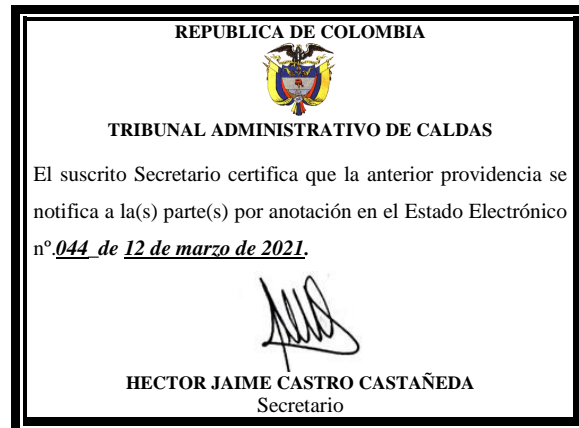 REPUBLICA DE COLOMBIA
TRIBUNAL ADMINISTRATIVO DE CALDAS
El suscrito Secretario certifica que la anterior providencia se
notifica a la(s) parte(s) por anotación en el Estado Electrónico
nº.044_de 12 de marzo de 2021.
HECTOR JAIME CASTRO CASTAÑEDA
Secretario